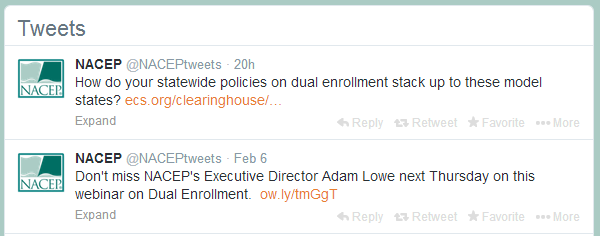 Tweets
NACEP @NACEPtweets · 20h
How do your statewide policies on dual enrollment stack up to these model
states? ecs.org/clearinghouse/…
Expand
Reply Retweet Favorite More
NACEP
NACEP @NACEPtweets · Feb 6
Don't miss NACEP's Executive Director Adam Lowe next Thursday on this
webinar on Dual Enrollment. ow.ly/tmGgT
Expand
Reply Retweet Favorite More
NACEP